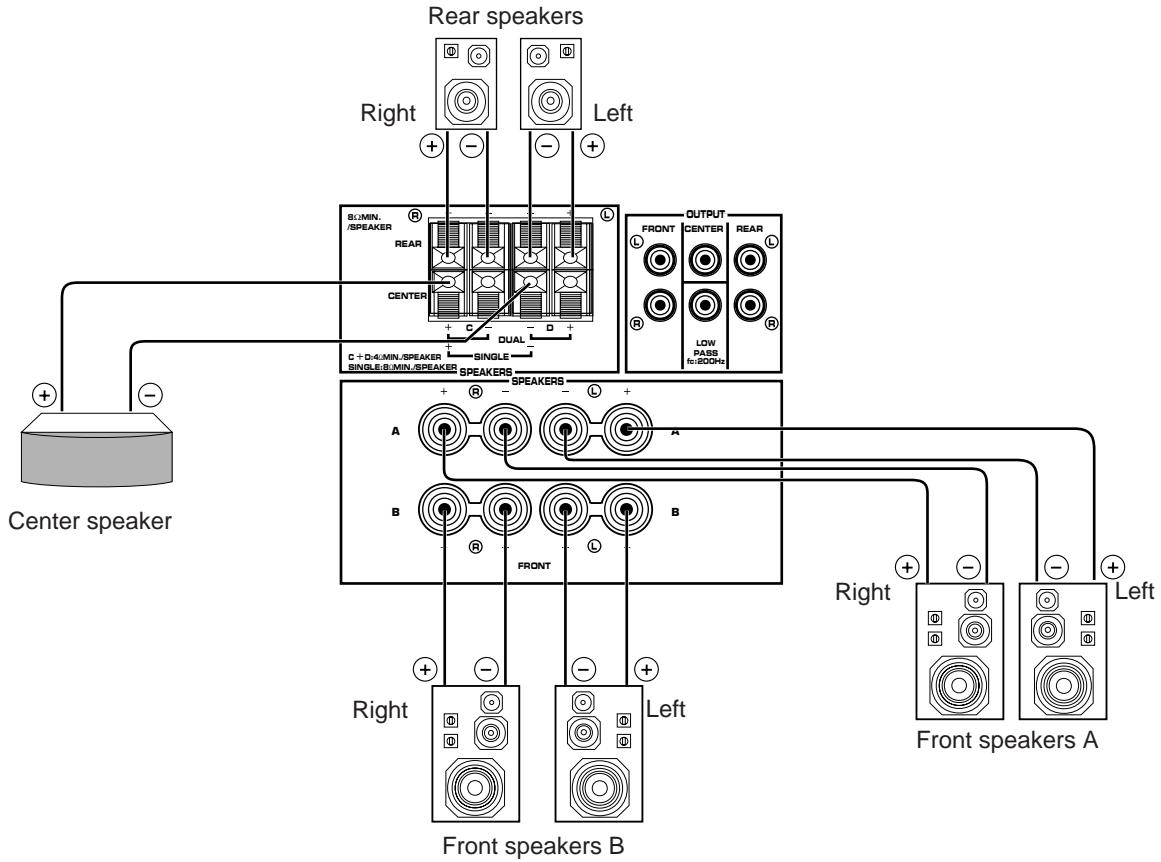 Rear speakers
Right
Left
+ − − +
8ΩMIN.
/SPEAKER
R
L
REAR
CENTER
+ C − − D +
DUAL
+ SINGLE −
C+D:4ΩMIN./SPEAKER
SINGLE:8ΩMIN./SPEAKER
SPEAKERS
OUTPUT
FRONT CENTER REAR
L L
R R
LOW
PASS
fc:200Hz
+ −
Center speaker
SPEAKERS
+ R − − L +
A A
B B
R L
FRONT
Right
+ − − +
Left
Front speakers A
Right
+ − − +
Left
Front speakers B